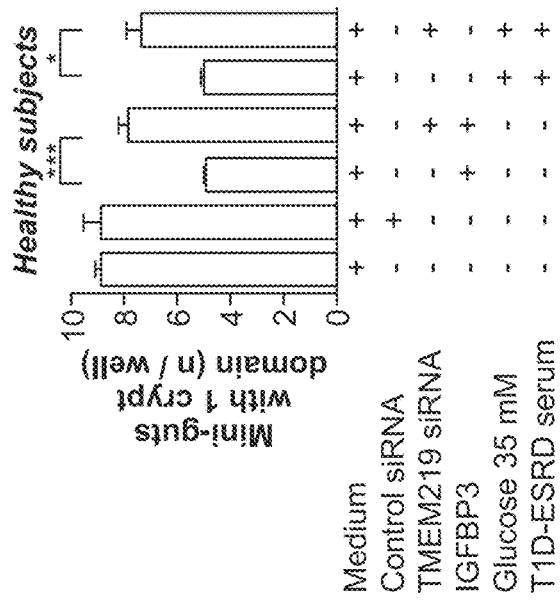 Healthy subjects
*** *
Mini-guts
with 1 crypt
domain (n / well)
10
8
6
4
2
0
Medium + + + + + +
Control siRNA - + - - - -
TMEM219 siRNA - - - + - +
IGFBP3 - - + + - -
Glucose 35 mM - - - - + +
T1D-ESRD serum - - - - + +